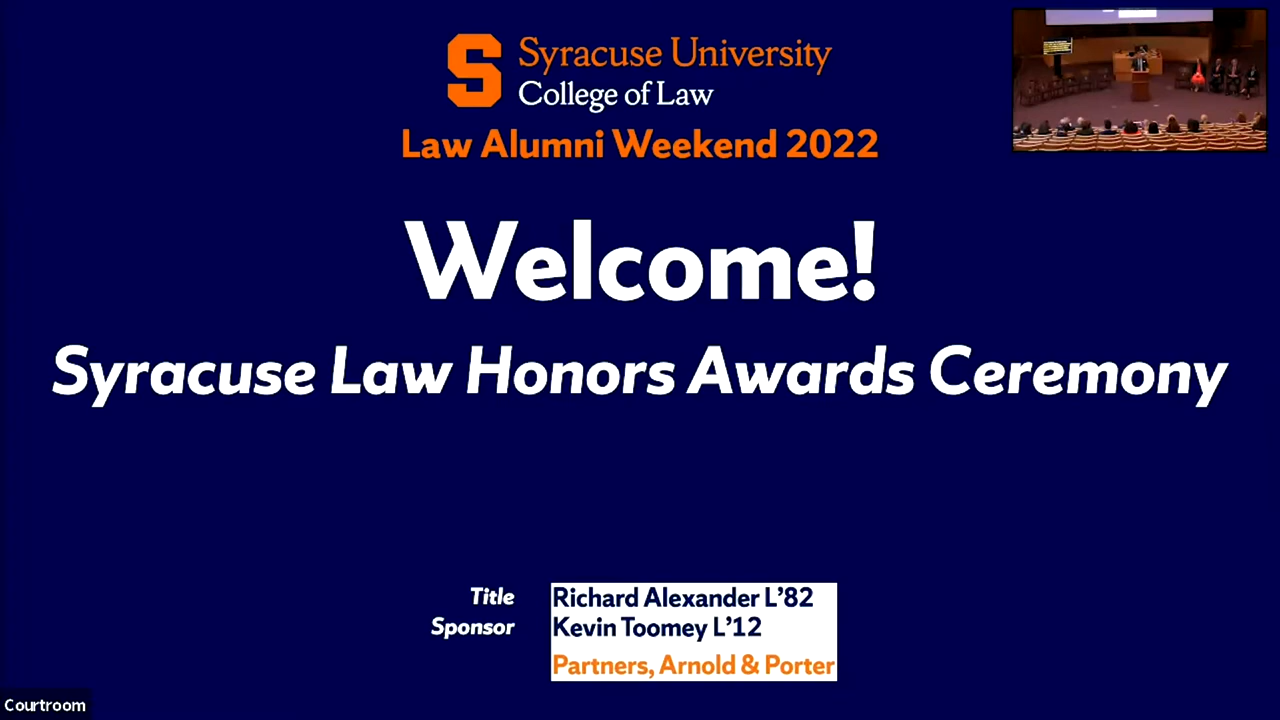 Syracuse University
College of Law
Law Alumni Weekend 2022
Welcome!
Syracuse Law Honors Awards Ceremony
Title
Sponsor
Richard Alexander L’82
Kevin Toomey L’12
Partners, Arnold & Porter
Courtroom